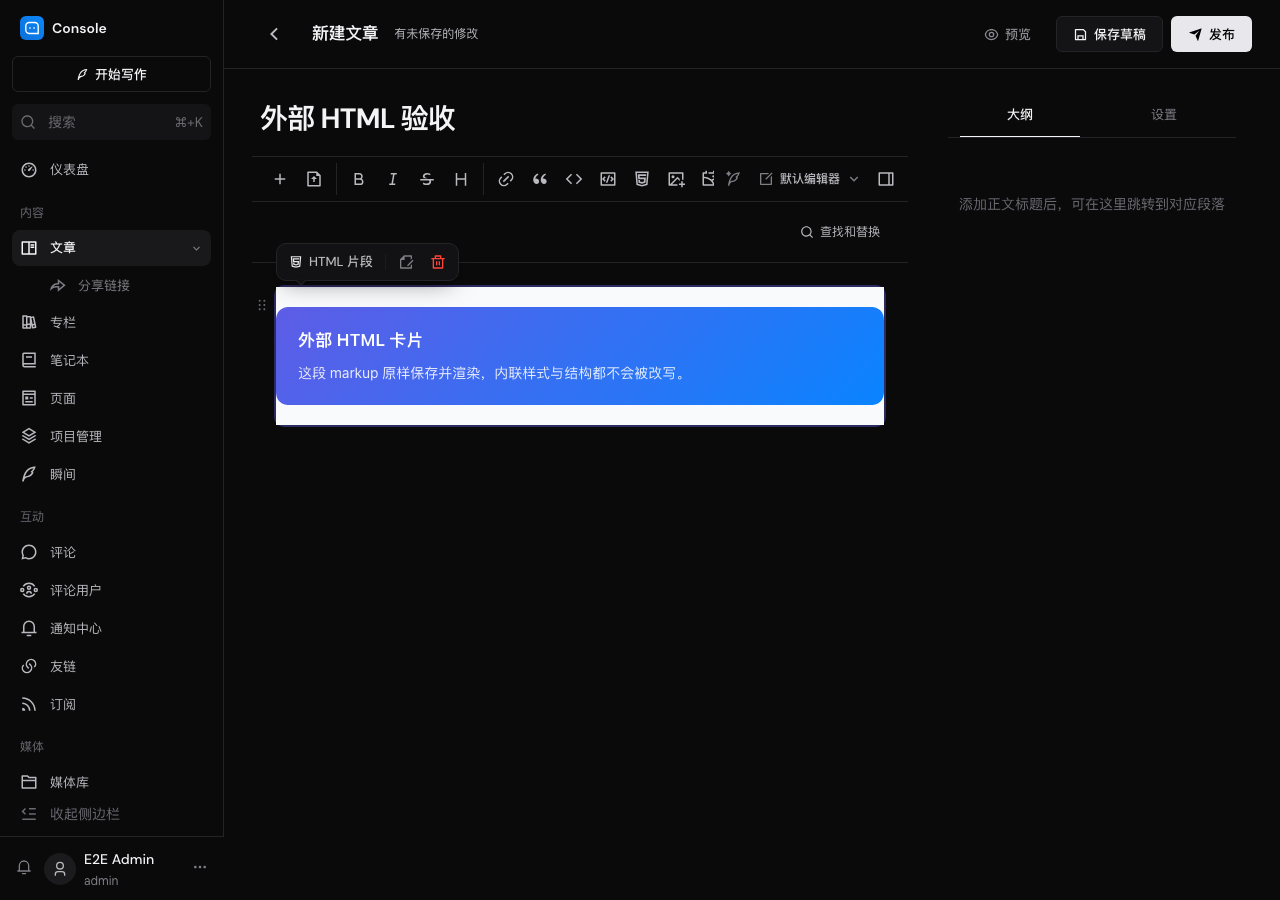 Console
开始写作
搜索 ⌘+K
仪表盘
内容
文章
分享链接
专栏
笔记本
页面
项目管理
瞬间
互动
评论
评论用户
通知中心
友链
订阅
媒体
媒体库
收起侧边栏
E2E Admin
admin
新建文章 有未保存的修改
预览 保存草稿 发布
外部 HTML 验收
默认编辑器
查找和替换
HTML 片段
外部 HTML 卡片
这段 markup 原样保存并渲染，内联样式与结构都不会被改写。
大纲 设置
添加正文标题后，可在这里跳转到对应段落